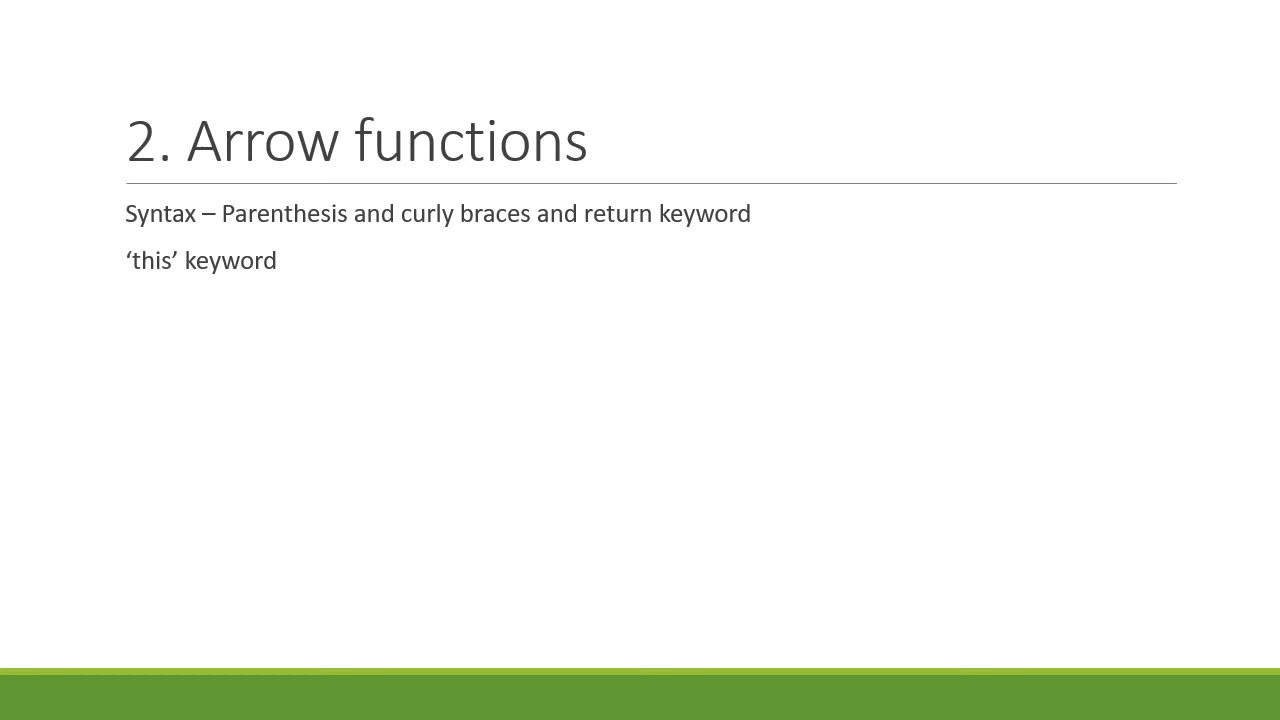 2. Arrow functions
Syntax – Parenthesis and curly braces and return keyword
‘this’ keyword